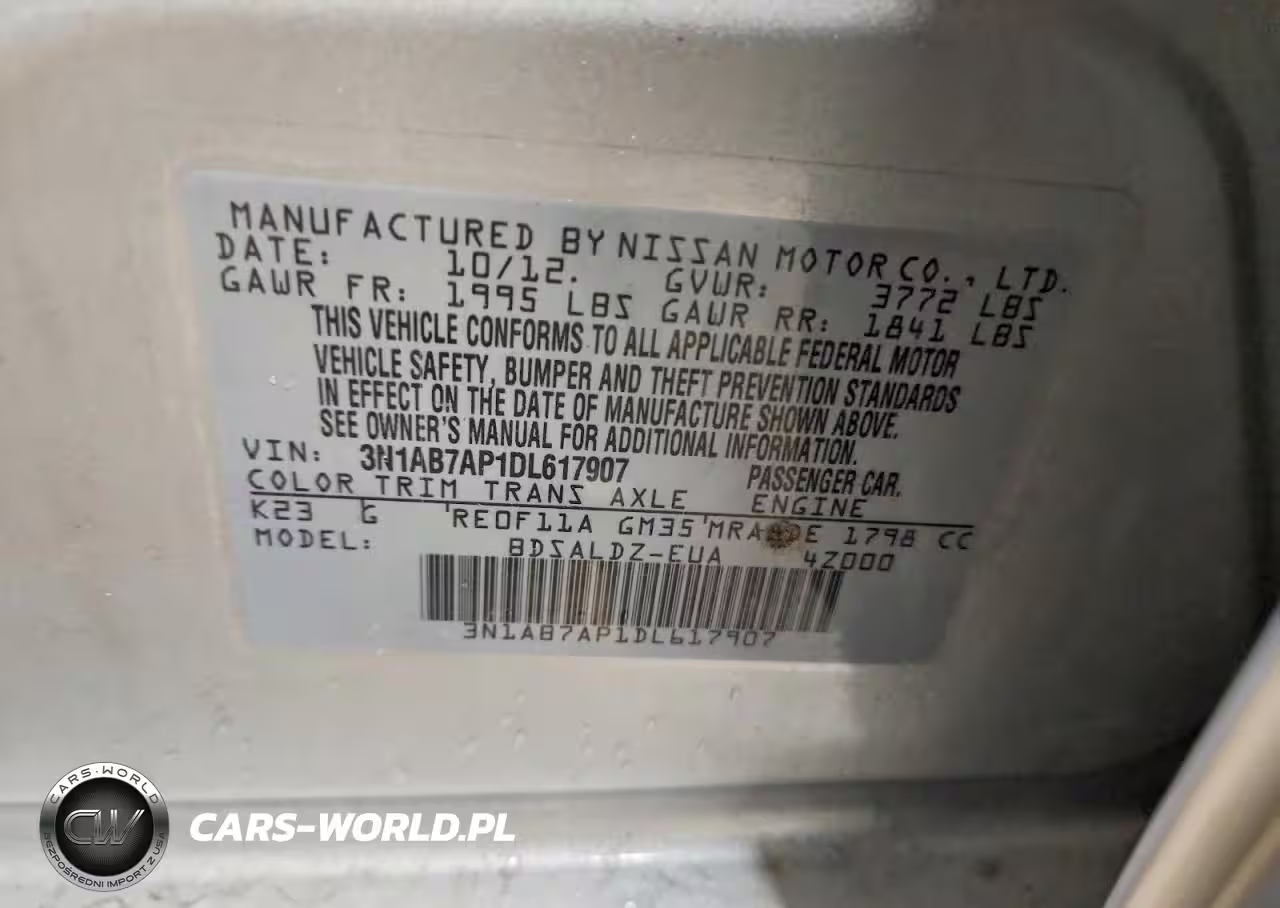 MANUFACTURED BY NISSAN MOTOR CO., LTD.
DATE: 10/12. GVWR: 3772 LBS
GAWR FR: 1995 LBS GAWR RR: 1841 LBS
THIS VEHICLE CONFORMS TO ALL APPLICABLE FEDERAL MOTOR
VEHICLE SAFETY, BUMPER AND THEFT PREVENTION STANDARDS
IN EFFECT ON THE DATE OF MANUFACTURE SHOWN ABOVE.
SEE OWNER'S MANUAL FOR ADDITIONAL INFORMATION.
VIN: 3N1AB7AP1DL617907 PASSENGER CAR.
COLOR TRIM TRANS AXLE ENGINE
K23 G RE0F11A GM35 1798 CC
MODEL: BDSALDZ-EUA 4Z000
3N1AB7AP1DL617907
CARS-WORLD
CW
BEZPOŚREDNI IMPORT Z USA
CARS-WORLD.PL